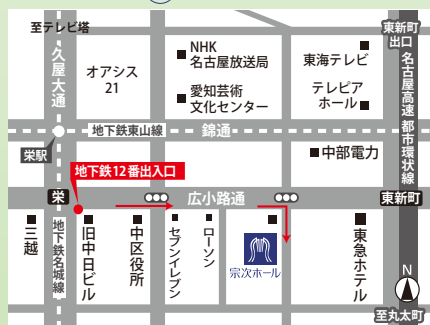 至テレビ塔
久屋大通
オアシス
21
NHK
名古屋放送局
愛知芸術
文化センター
東海テレビ
テレピア
ホール
東新町
出口
名古屋高速 都市環状線
地下鉄東山線
錦通
栄駅
中部電力
地下鉄12番出入口
栄
広小路通
東新町
三越
地下鉄名城線
旧中日ビル
中区役所
セブンイレブン
ローソン
宗次ホール
東急ホテル
N
至丸太町